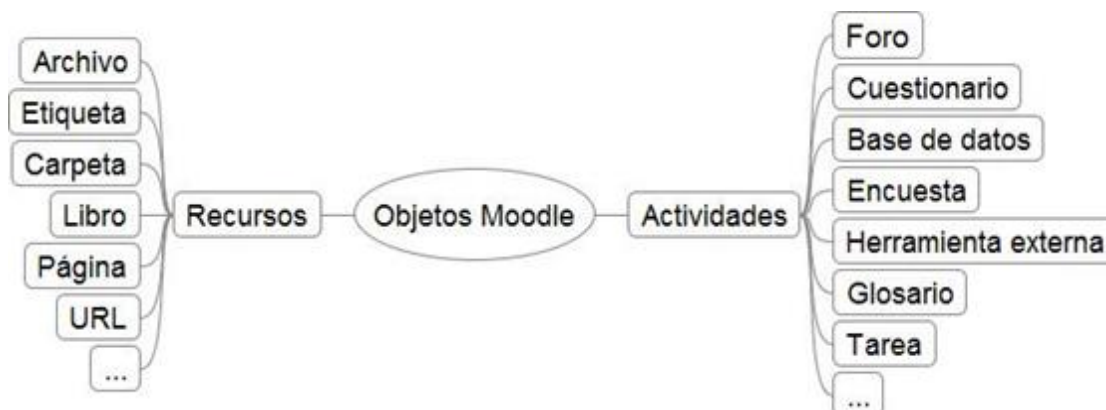 Archivo
Etiqueta
Carpeta
Libro
Página
URL
...
Recursos
Objetos Moodle
Actividades
Foro
Cuestionario
Base de datos
Encuesta
Herramienta externa
Glosario
Tarea
...